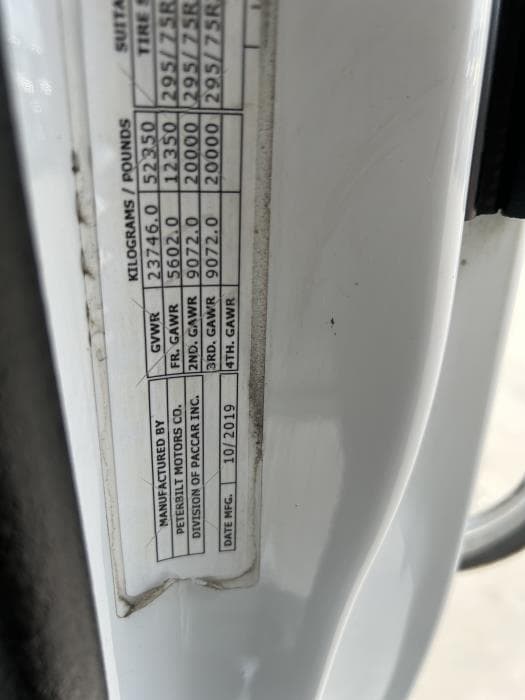 KILOGRAMS / POUNDS
TIRE
MANUFACTURED BY
PETERBILT MOTORS CO.
DIVISION OF PACCAR INC.
DATE MFG. 10/2019
GVWR 23746.0 52350
FR. GAWR 5602.0 12350 295/75R
2ND. GAWR 9072.0 20000 295/75R
3RD. GAWR 9072.0 20000 295/75R
4TH. GAWR